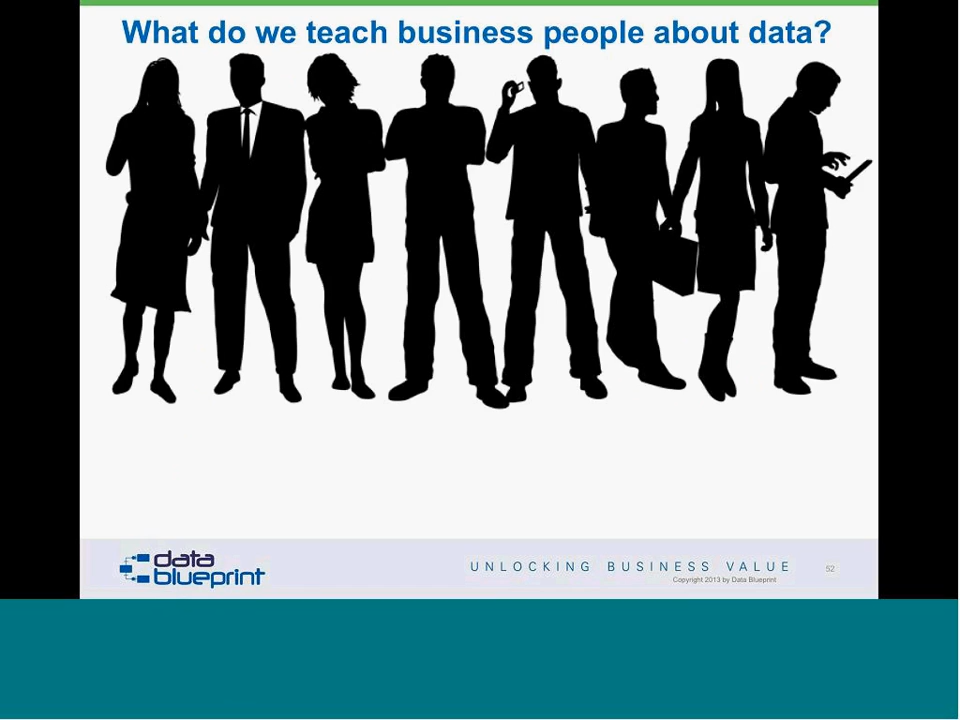 What do we teach business people about data?
data
blueprint
UNLOCKING BUSINESS VALUE
Copyright 2013 by Data Blueprint
52